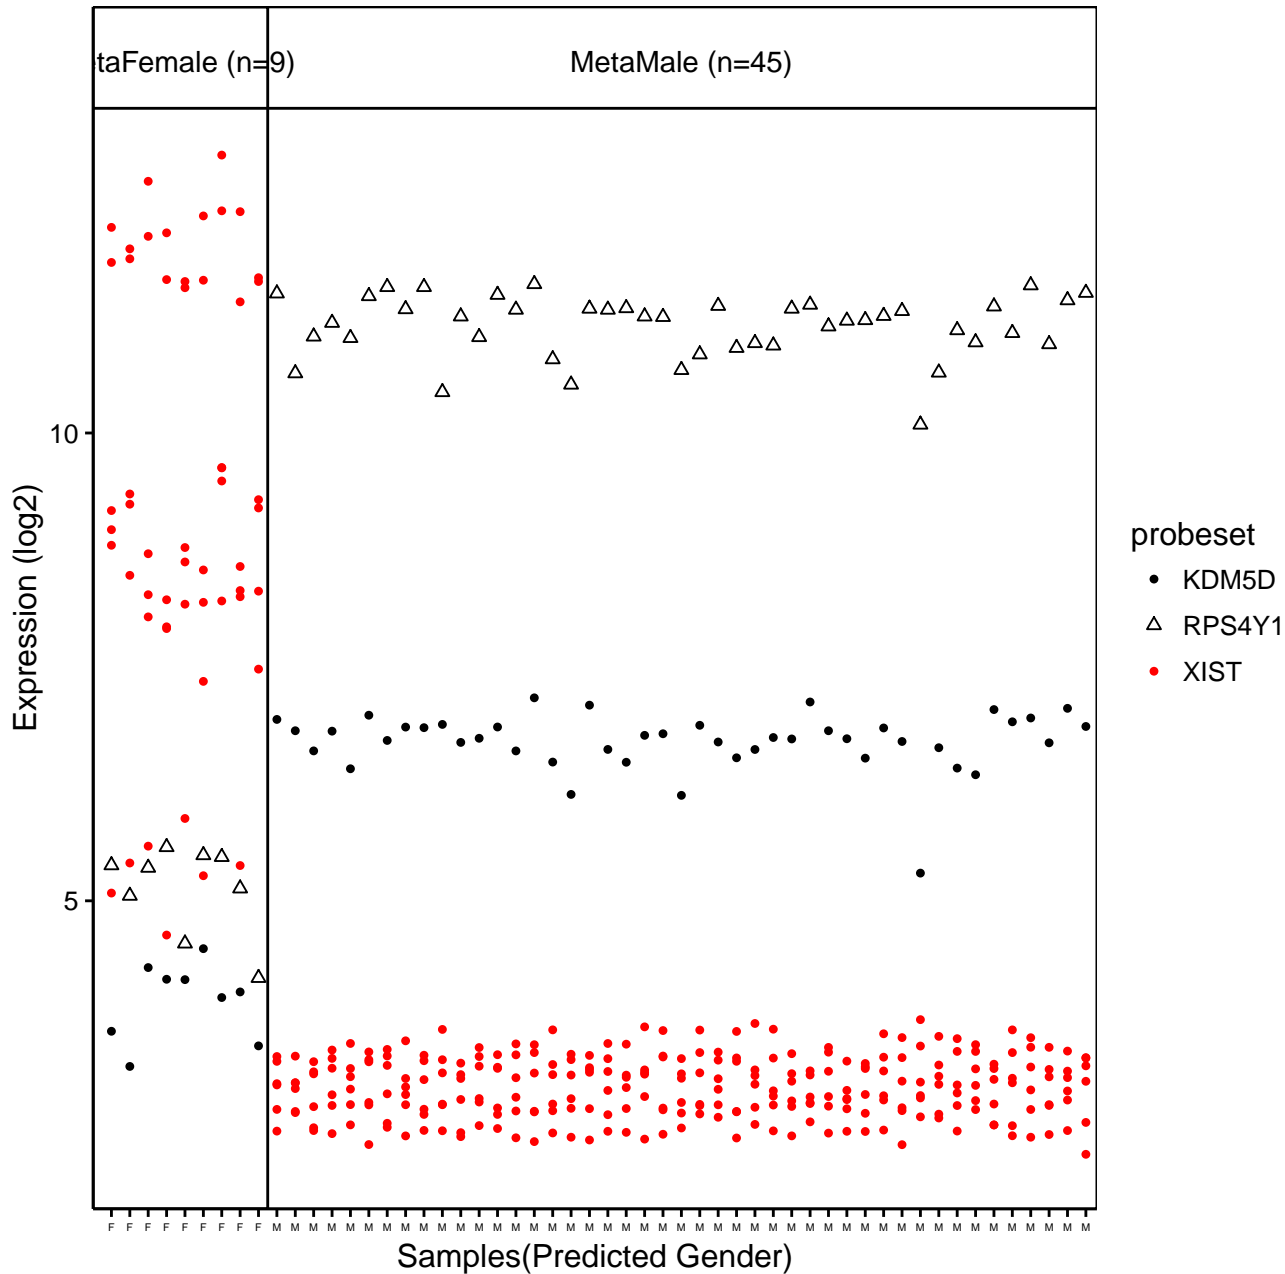 taFemale (n=9)
MetaMale (n=45)
10
5
Expression (log2)
probeset
KDM5D
RPS4Y1
XIST
F F F F F F F F F M M M M M M M M M M M M M M M M M M M M M M M M M M M M M M M M M M M M M M M M M M M M M
Samples(Predicted Gender)